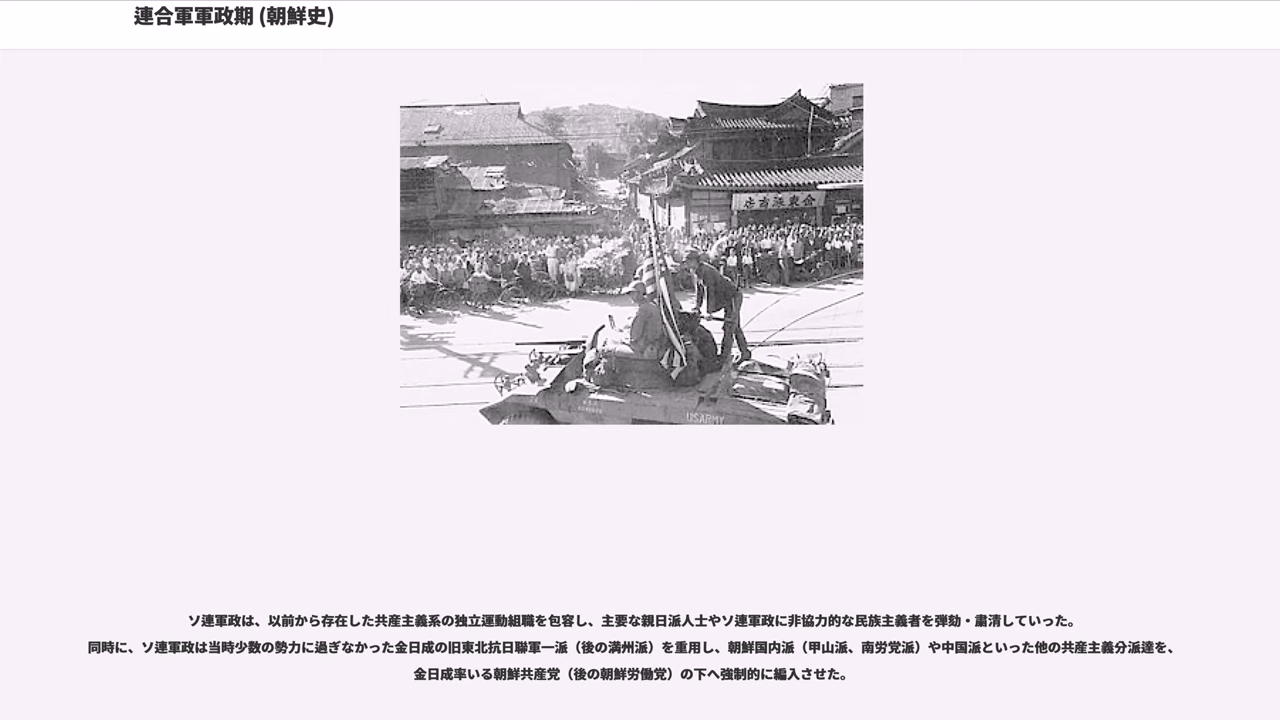 連合軍軍政期 (朝鮮史)
USARMY
ソ連軍政は、以前から存在した共産主義系の独立運動組職を包容し、主要な親日派人士やソ連軍政に非協力的な民族主義者を弾劾・粛清していった。
同時に、ソ連軍政は当時少数の勢力に過ぎなかった金日成の旧東北抗日聯軍一派（後の満州派）を重用し、朝鮮国内派（甲山派、南労党派）や中国派といった他の共産主義分派達を、
金日成率いる朝鮮共産党（後の朝鮮労働党）の下へ強制的に編入させた。